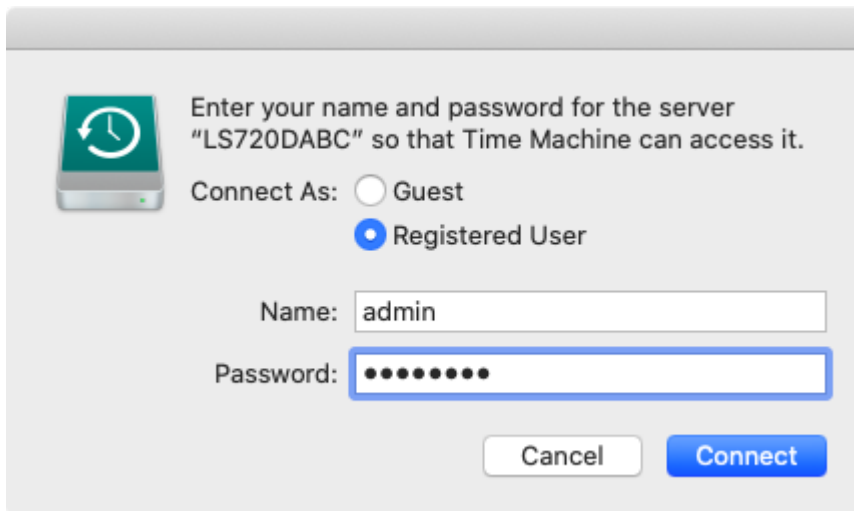 Enter your name and password for the server
“LS720DABC” so that Time Machine can access it.
Connect As: Guest
Registered User
Name: admin
Password: ••••••••
Cancel Connect